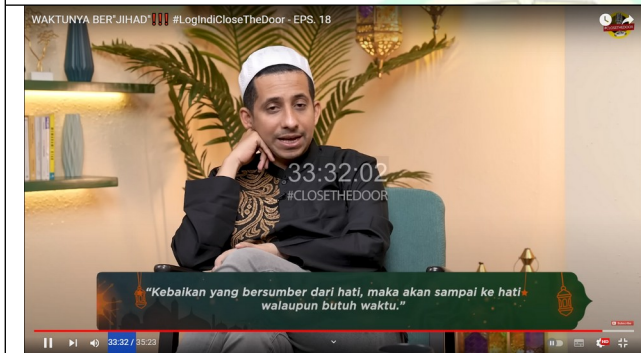 WAKTUNYA BER"JIHAD"‼️❗ #LogIndiCloseTheDoor - EPS. 18
33:32:02
#CLOSETHEDOOR
“Kebaikan yang bersumber dari hati, maka akan sampai ke hati
walaupun butuh waktu.”
33:32 / 35:23
HD